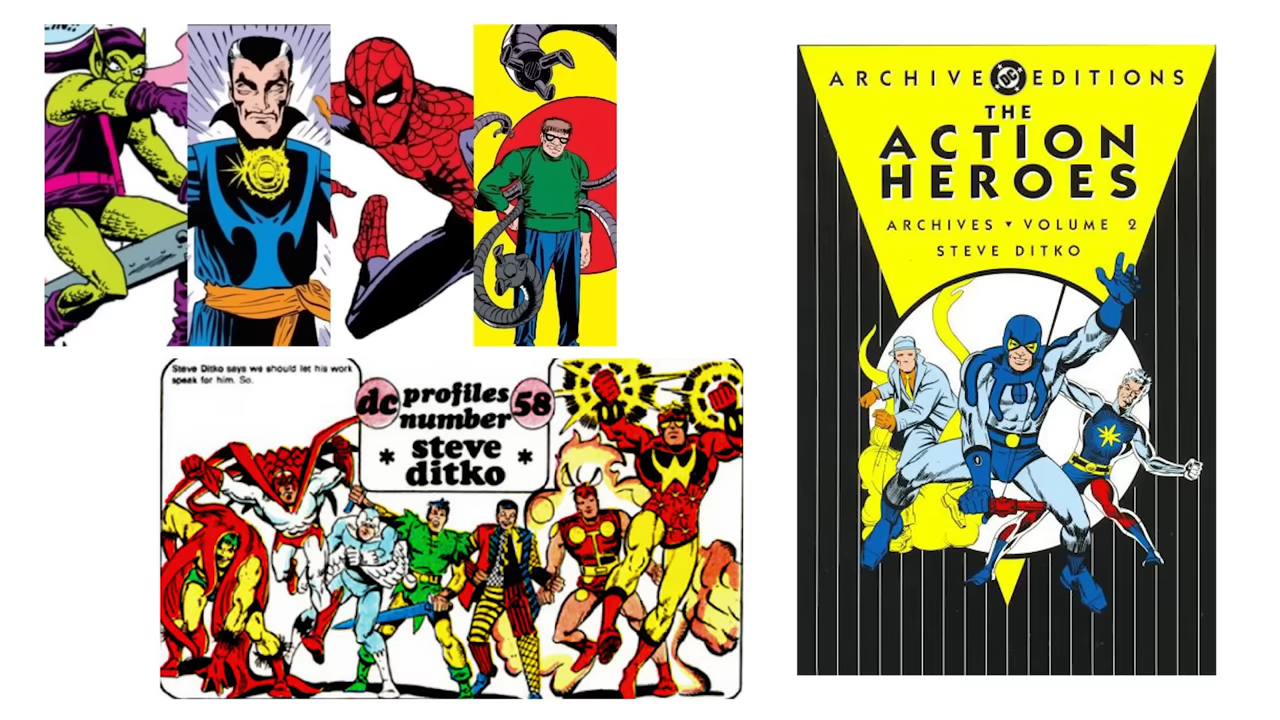 Steve Ditko says we should let his work
speak for him. So.
dc profiles 58
number
* steve *
ditko
ARCHIVE DC EDITIONS
THE
ACTION
HEROES
ARCHIVES ▾ VOLUME 2
STEVE DITKO